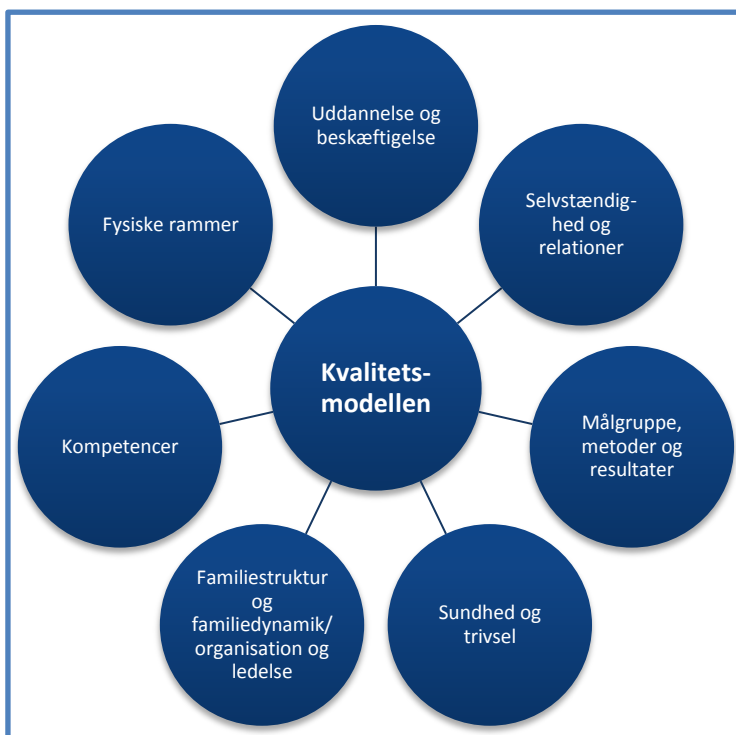 Uddannelse og
beskæftigelse
Selvstændig-
hed og
relationer
Målgruppe,
metoder og
resultater
Sundhed og
trivsel
Familiestruktur
og
familiedynamik/
organisation og
ledelse
Kompetencer
Fysiske rammer
Kvalitets-
modellen